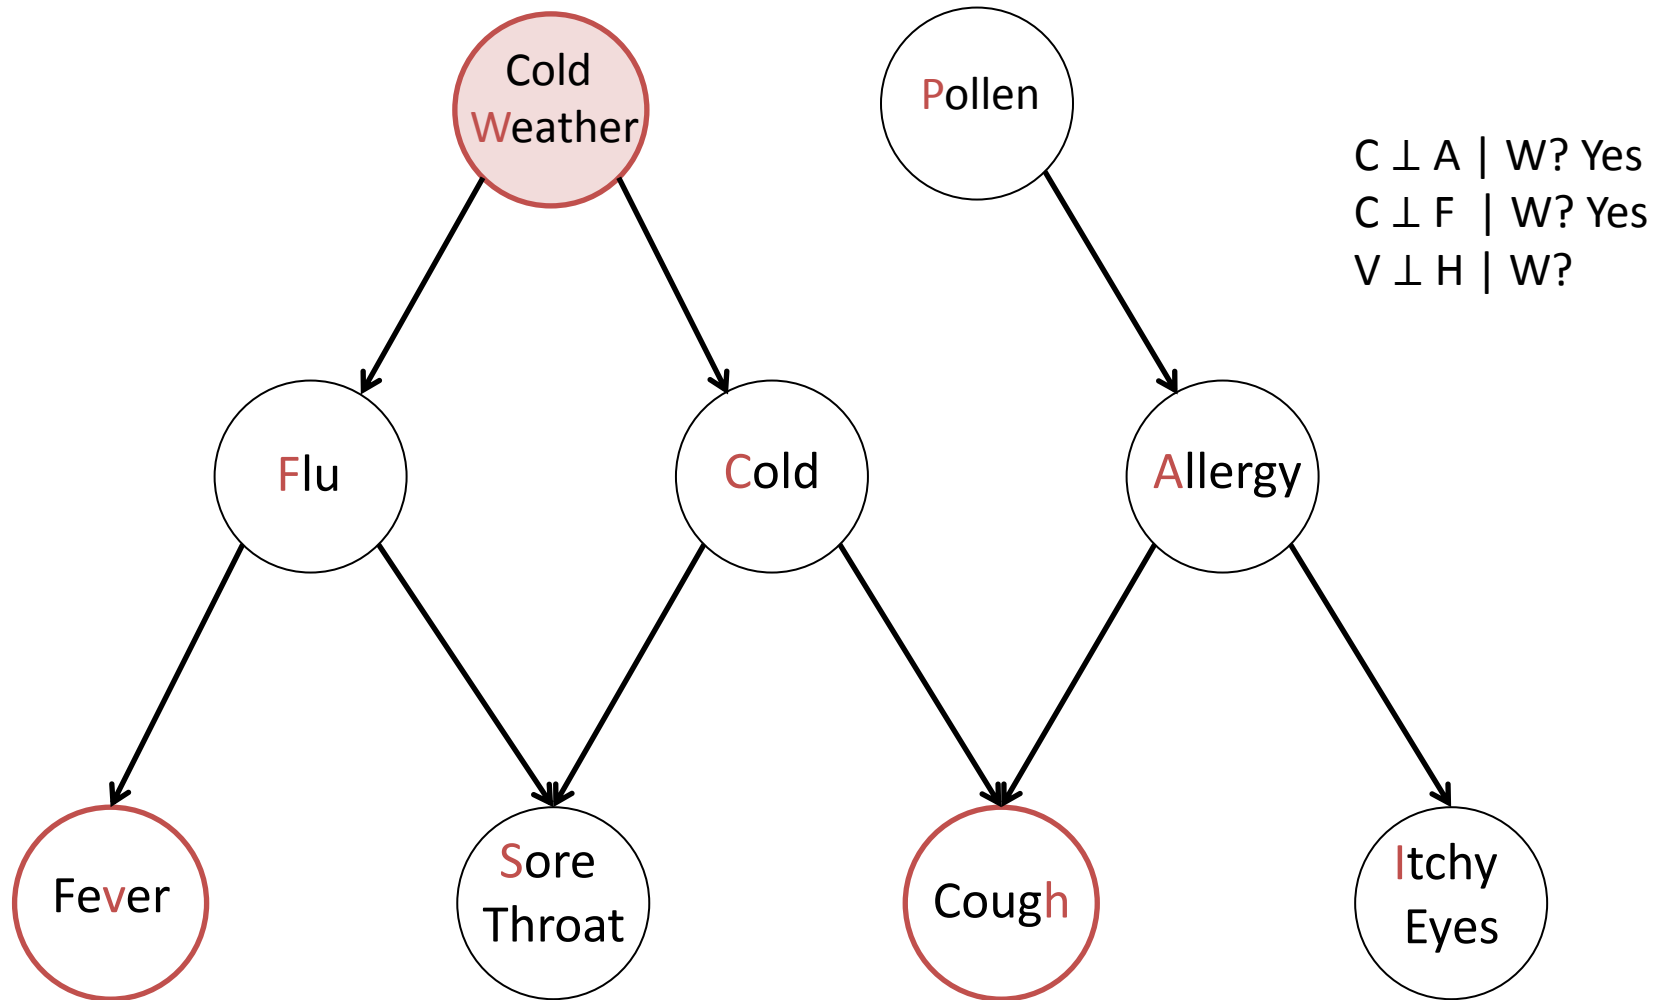 Cold
Weather
Pollen
C ⊥ A | W? Yes
C ⊥ F | W? Yes
V ⊥ H | W?
Flu
Cold
Allergy
Fever
Sore
Throat
Cough
Itchy
Eyes